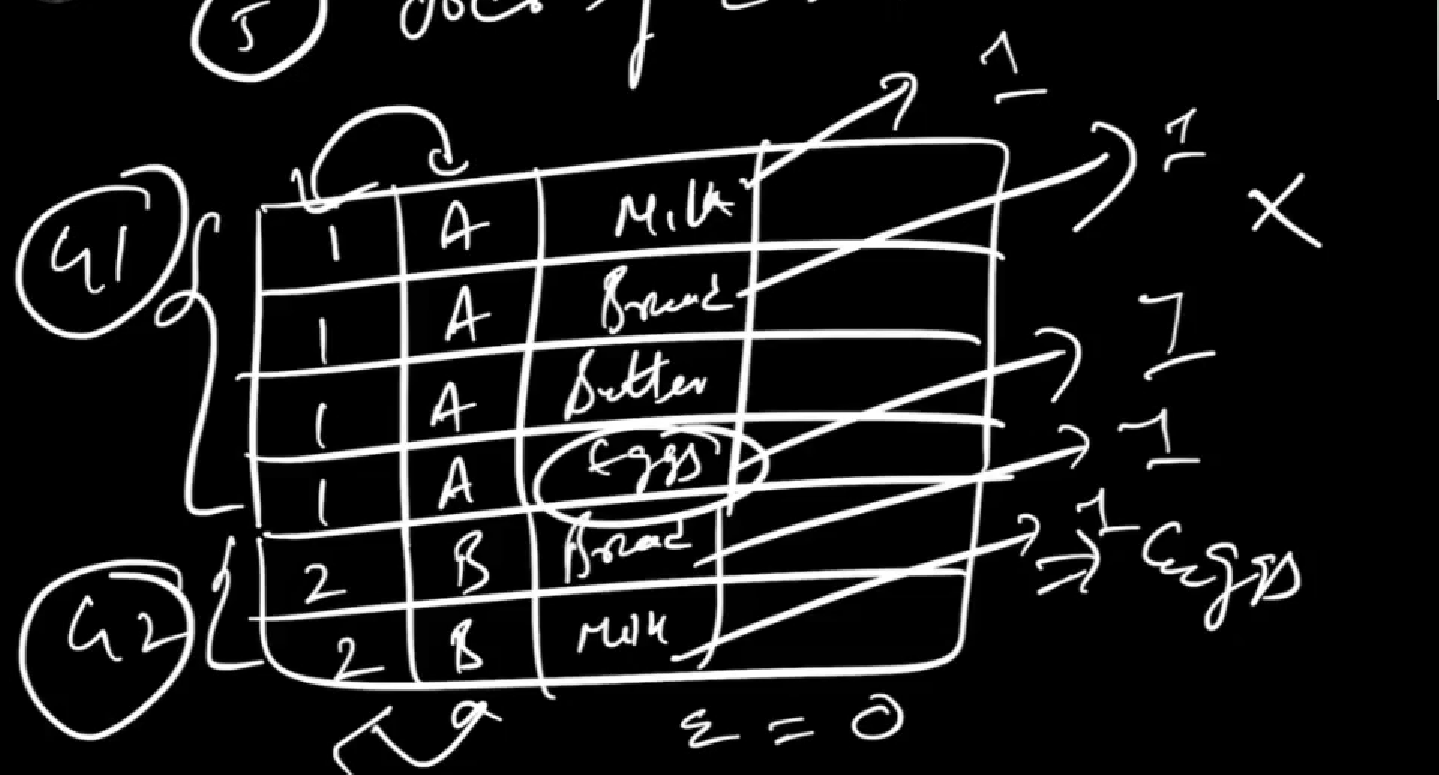 5
1
1 A Milk 1
G1
1 A Bread X
1 A Butter 1
1 A Eggs 1
2 B Bread 1 Eggs
G2
2 B Milk
Σ = 0